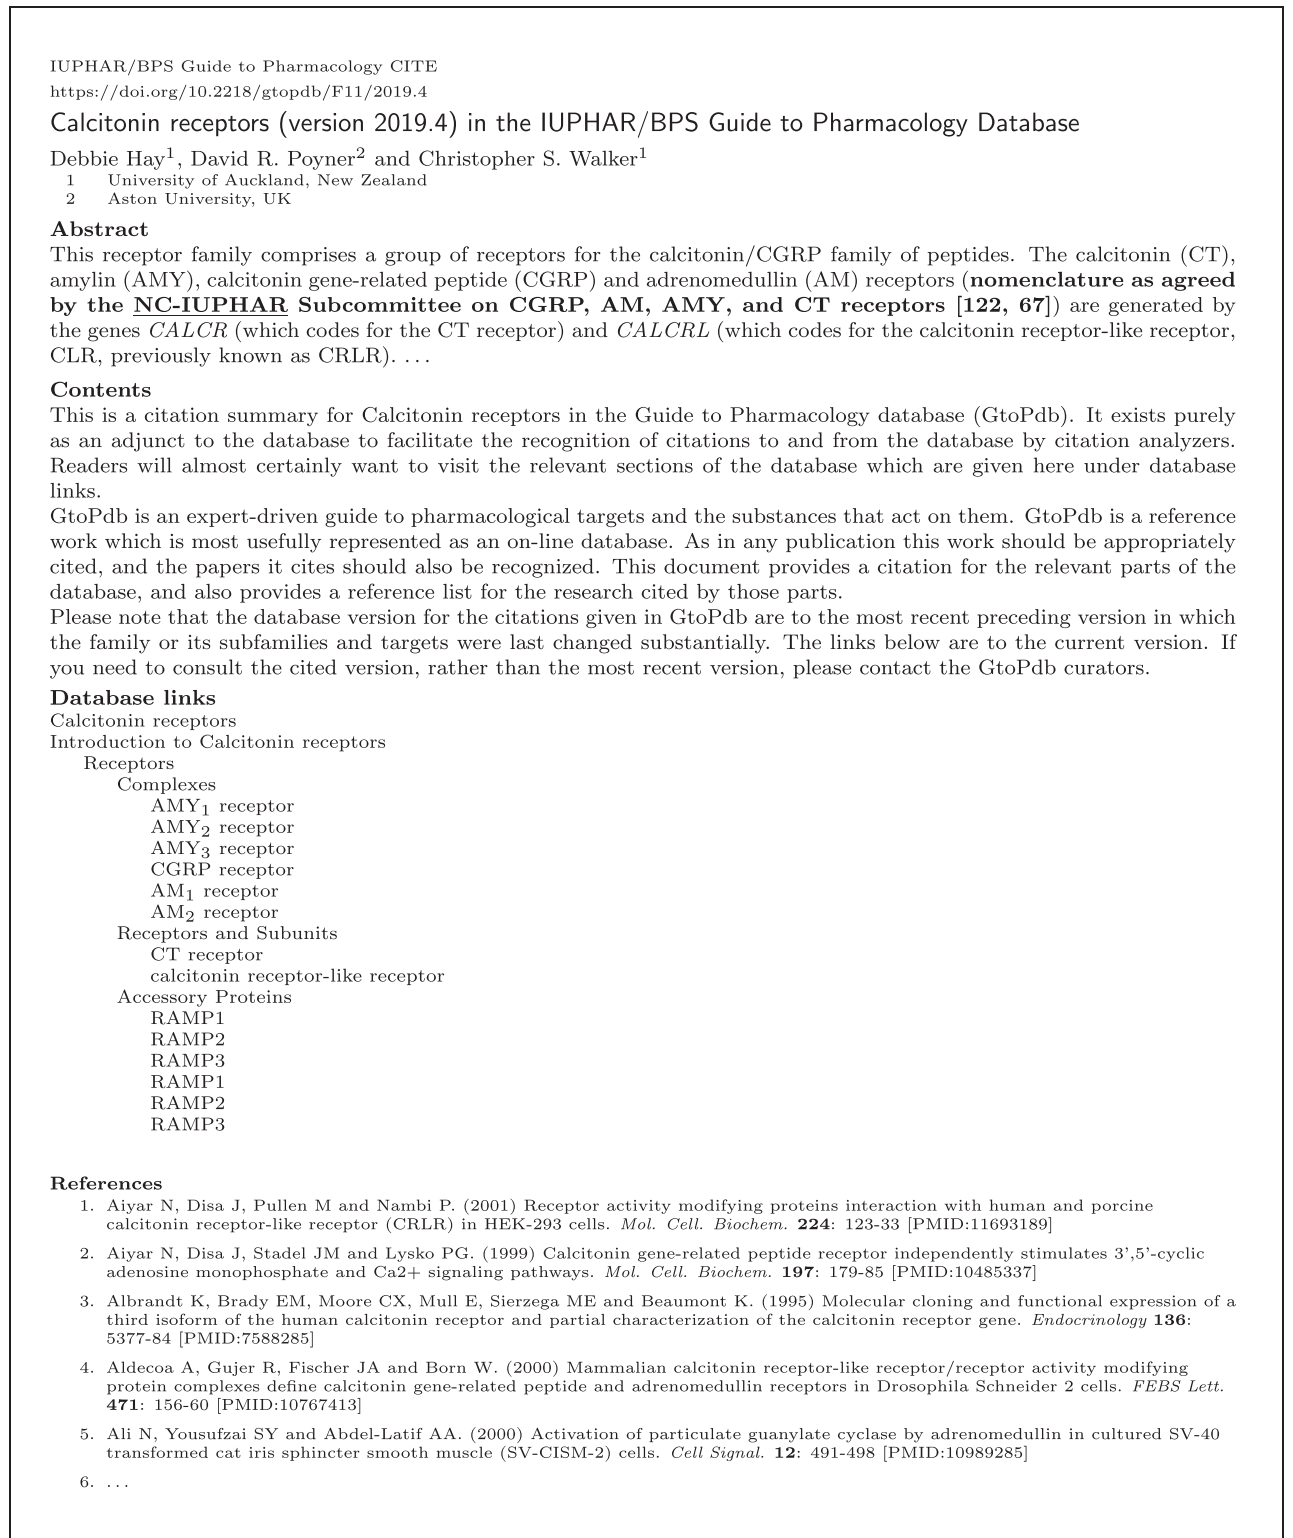 IUPHAR/BPS Guide to Pharmacology CITE
https://doi.org/10.2218/gtopdb/F11/2019.4
Calcitonin receptors (version 2019.4) in the IUPHAR/BPS Guide to Pharmacology Database
Debbie Hay1, David R. Poyner2 and Christopher S. Walker1
1 University of Auckland, New Zealand
2 Aston University, UK
Abstract
This receptor family comprises a group of receptors for the calcitonin/CGRP family of peptides. The calcitonin (CT),
amylin (AMY), calcitonin gene-related peptide (CGRP) and adrenomedullin (AM) receptors (nomenclature as agreed
by the NC-IUPHAR Subcommittee on CGRP, AM, AMY, and CT receptors [122, 67]) are generated by
the genes CALCR (which codes for the CT receptor) and CALCRL (which codes for the calcitonin receptor-like receptor,
CLR, previously known as CRLR). ...
Contents
This is a citation summary for Calcitonin receptors in the Guide to Pharmacology database (GtoPdb). It exists purely
as an adjunct to the database to facilitate the recognition of citations to and from the database by citation analyzers.
Readers will almost certainly want to visit the relevant sections of the database which are given here under database
links.
GtoPdb is an expert-driven guide to pharmacological targets and the substances that act on them. GtoPdb is a reference
work which is most usefully represented as an on-line database. As in any publication this work should be appropriately
cited, and the papers it cites should also be recognized. This document provides a citation for the relevant parts of the
database, and also provides a reference list for the research cited by those parts.
Please note that the database version for the citations given in GtoPdb are to the most recent preceding version in which
the family or its subfamilies and targets were last changed substantially. The links below are to the current version. If
you need to consult the cited version, rather than the most recent version, please contact the GtoPdb curators.
Database links
Calcitonin receptors
Introduction to Calcitonin receptors
Receptors
Complexes
AMY1 receptor
AMY2 receptor
AMY3 receptor
CGRP receptor
AM1 receptor
AM2 receptor
Receptors and Subunits
CT receptor
calcitonin receptor-like receptor
Accessory Proteins
RAMP1
RAMP2
RAMP3
RAMP1
RAMP2
RAMP3
References
1. Aiyar N, Disa J, Pullen M and Nambi P. (2001) Receptor activity modifying proteins interaction with human and porcine
calcitonin receptor-like receptor (CRLR) in HEK-293 cells. Mol. Cell. Biochem. 224: 123-33 [PMID:11693189]
2. Aiyar N, Disa J, Stadel JM and Lysko PG. (1999) Calcitonin gene-related peptide receptor independently stimulates 3',5'-cyclic
adenosine monophosphate and Ca2+ signaling pathways. Mol. Cell. Biochem. 197: 179-85 [PMID:10485337]
3. Albrandt K, Brady EM, Moore CX, Mull E, Sierzega ME and Beaumont K. (1995) Molecular cloning and functional expression of a
third isoform of the human calcitonin receptor and partial characterization of the calcitonin receptor gene. Endocrinology 136:
5377-84 [PMID:7588285]
4. Aldecoa A, Gujer R, Fischer JA and Born W. (2000) Mammalian calcitonin receptor-like receptor/receptor activity modifying
protein complexes define calcitonin gene-related peptide and adrenomedullin receptors in Drosophila Schneider 2 cells. FEBS Lett.
471: 156-60 [PMID:10767413]
5. Ali N, Yousufzai SY and Abdel-Latif AA. (2000) Activation of particulate guanylate cyclase by adrenomedullin in cultured SV-40
transformed cat iris sphincter smooth muscle (SV-CISM-2) cells. Cell Signal. 12: 491-498 [PMID:10989285]
6. ...